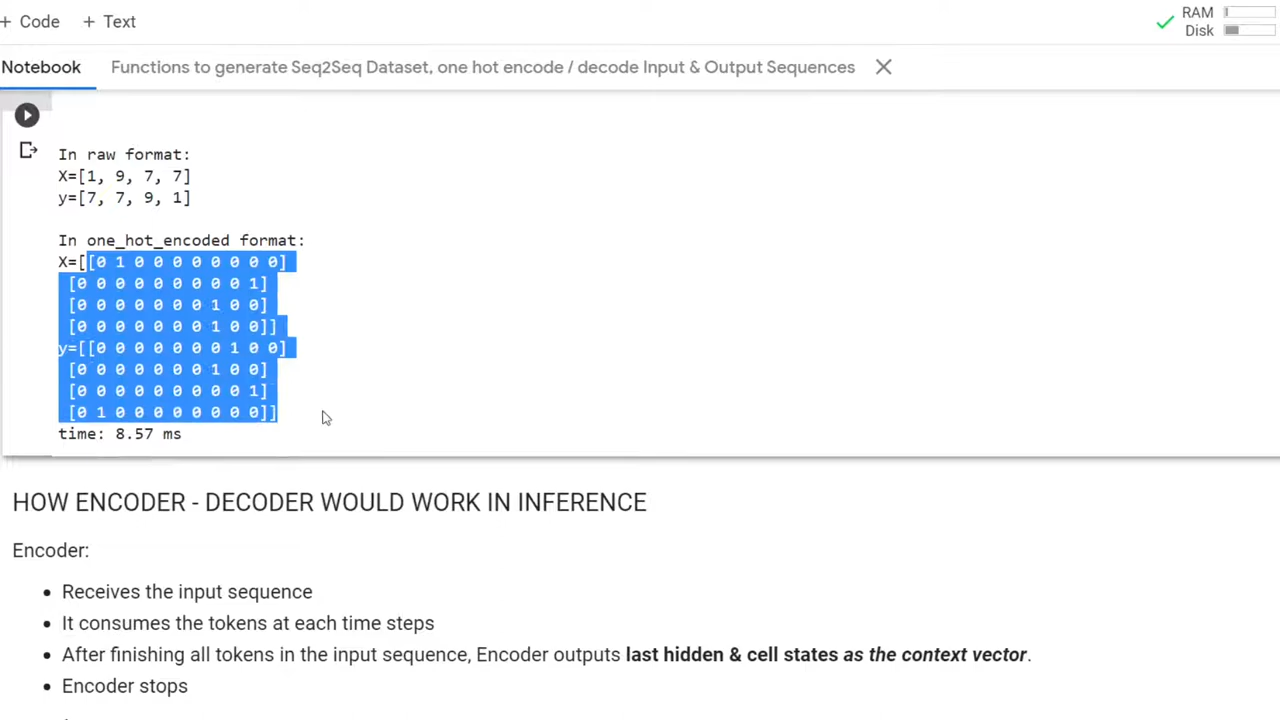 + Code + Text
RAM
Disk
Notebook Functions to generate Seq2Seq Dataset, one hot encode / decode Input & Output Sequences
In raw format:
X=[1, 9, 7, 7]
y=[7, 7, 9, 1]
In one_hot_encoded format:
X=[[0 1 0 0 0 0 0 0 0 0]
[0 0 0 0 0 0 0 0 0 1]
[0 0 0 0 0 0 0 1 0 0]
[0 0 0 0 0 0 0 1 0 0]]
y=[[0 0 0 0 0 0 0 1 0 0]
[0 0 0 0 0 0 0 1 0 0]
[0 0 0 0 0 0 0 0 0 1]
[0 1 0 0 0 0 0 0 0 0]]
time: 8.57 ms
HOW ENCODER - DECODER WOULD WORK IN INFERENCE
Encoder:
• Receives the input sequence
• It consumes the tokens at each time steps
• After finishing all tokens in the input sequence, Encoder outputs last hidden & cell states as the context vector.
• Encoder stops